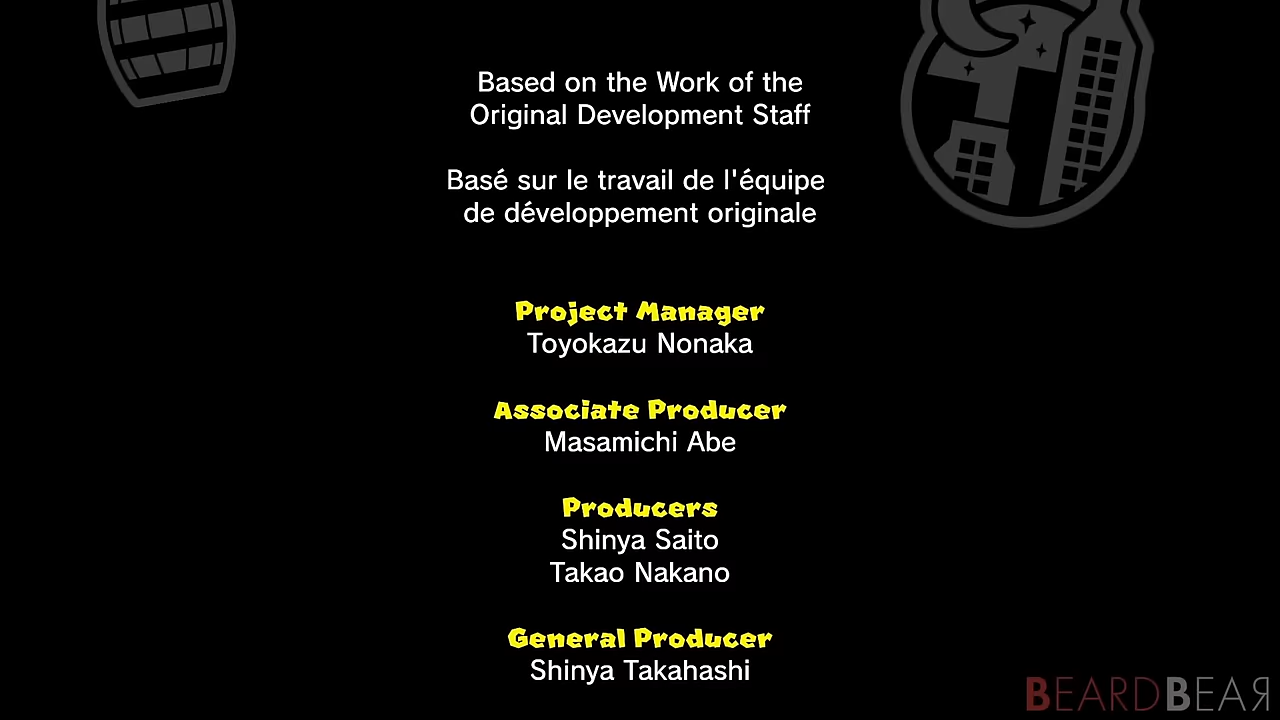 Based on the Work of the
Original Development Staff
Basé sur le travail de l'équipe
de développement originale
Project Manager
Toyokazu Nonaka
Associate Producer
Masamichi Abe
Producers
Shinya Saito
Takao Nakano
General Producer
Shinya Takahashi
BEARDBEAЯ